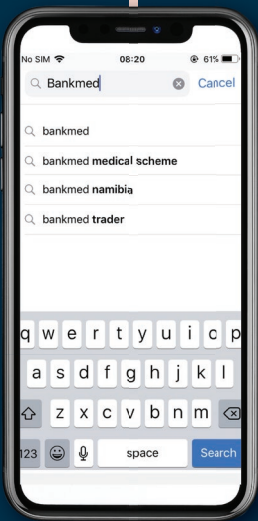 No SIM 08:20 61%
Bankmed Cancel
bankmed
bankmed medical scheme
bankmed namibia
bankmed trader
q w e r t y u i o p
a s d f g h j k l
z x c v b n m
123 space Search